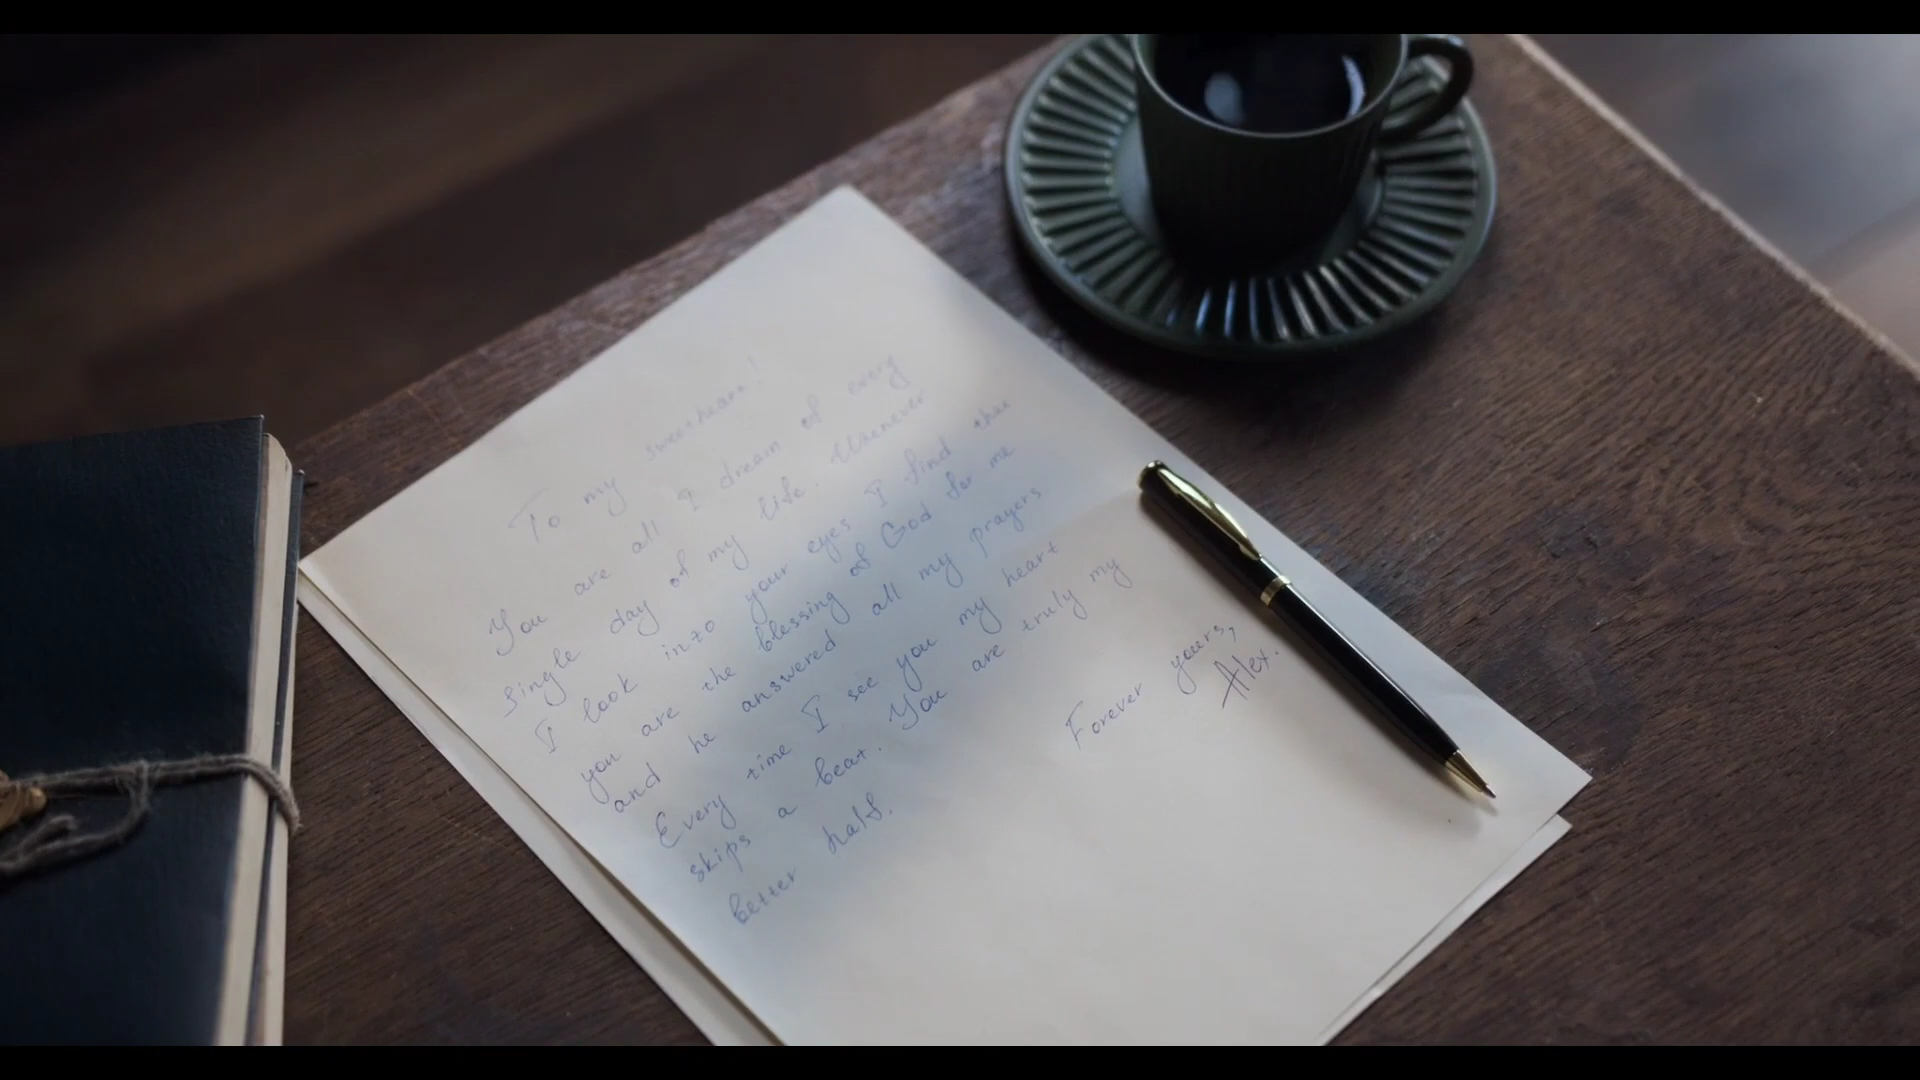 To my sweetheart!
You are all I dream of every
single day of my life. Whenever
I look into your eyes I find that
you are the blessing of God for me
and he answered all my prayers
Every time I see you my heart
skips a beat. You are truly my
better half.
Forever yours,
Alex.